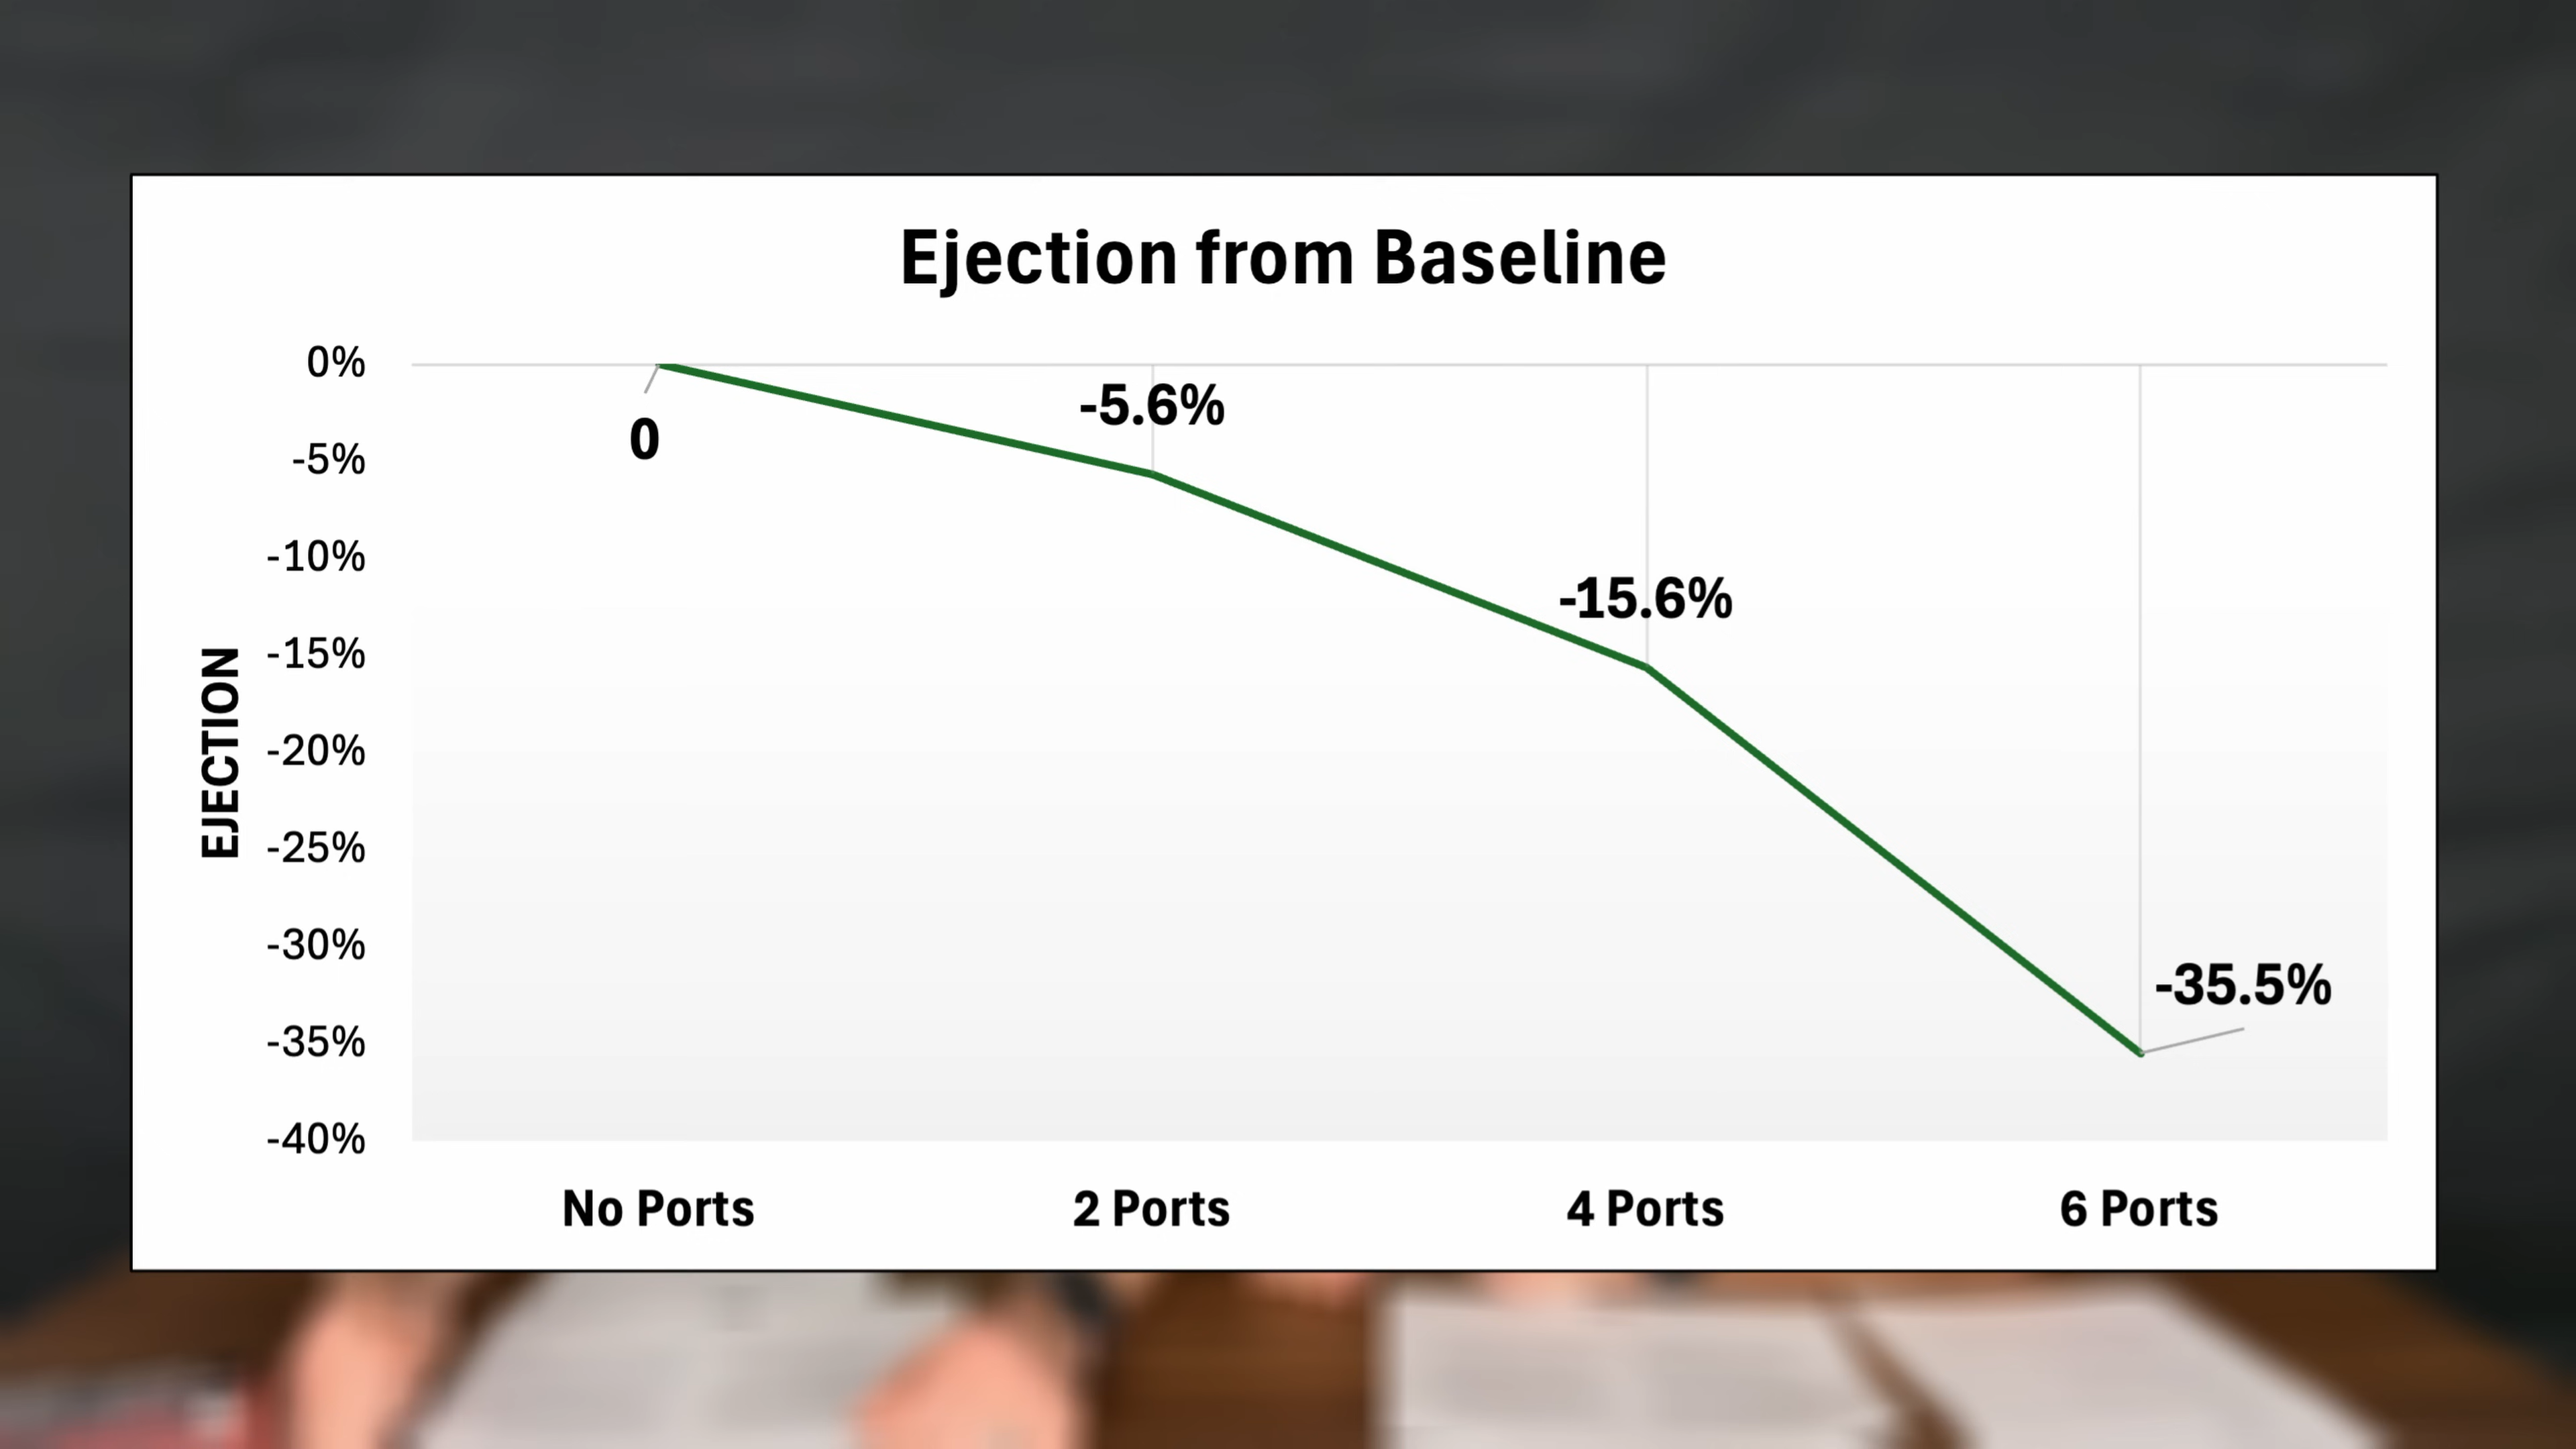 Ejection from Baseline
0%
-5%
-10%
-15%
-20%
-25%
-30%
-35%
-40%
EJECTION
0
-5.6%
-15.6%
-35.5%
No Ports
2 Ports
4 Ports
6 Ports